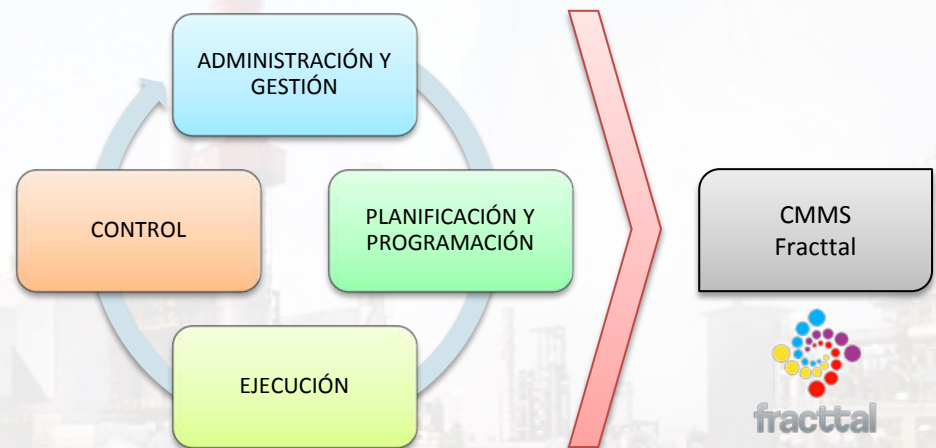 ADMINISTRACIÓN Y
GESTIÓN
CONTROL
PLANIFICACIÓN Y
PROGRAMACIÓN
EJECUCIÓN
CMMS
Fracttal
fracttal